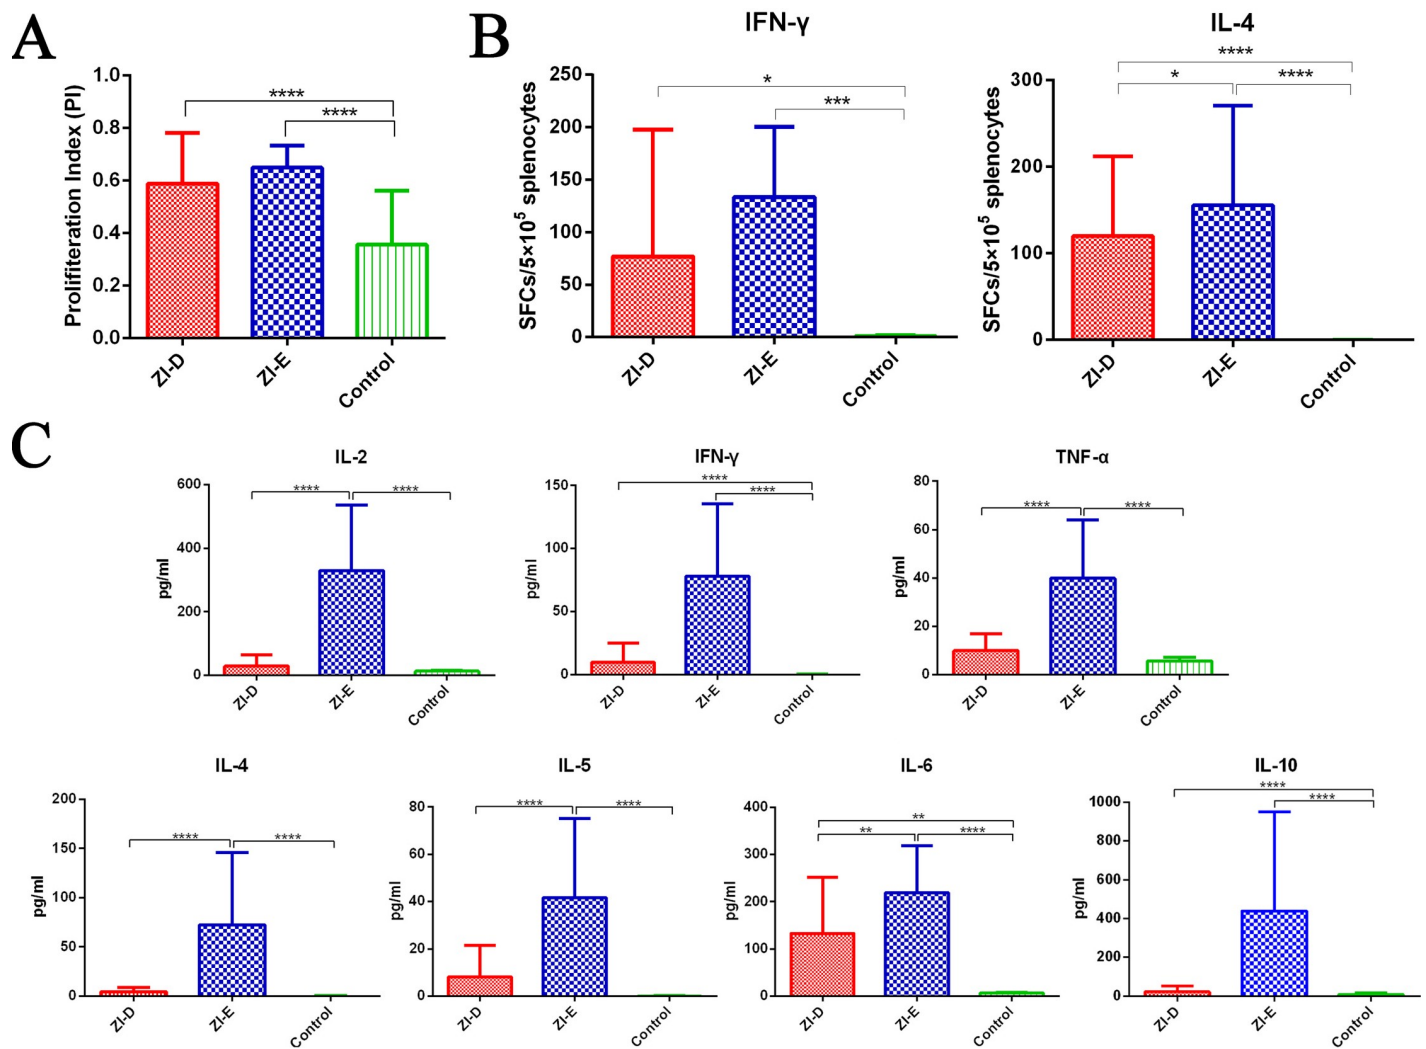 A
Prolifiteration Index (PI)
1.0
0.8
0.6
0.4
0.2
0.0
****
****
ZI-D
ZI-E
Control
B
IFN-γ
SFCs/5×10⁵ splenocytes
250
200
150
100
50
0
*
***
ZI-D
ZI-E
Control
IL-4
SFCs/5×10⁵ splenocytes
300
200
100
0
****
*
****
ZI-D
ZI-E
Control
C
IL-2
pg/ml
600
400
200
0
****
****
ZI-D
ZI-E
Control
IFN-γ
pg/ml
150
100
50
0
****
****
ZI-D
ZI-E
Control
TNF-α
pg/ml
80
60
40
20
0
****
****
ZI-D
ZI-E
Control
IL-4
pg/ml
200
150
100
50
0
****
****
ZI-D
ZI-E
Control
IL-5
pg/ml
80
60
40
20
0
****
****
ZI-D
ZI-E
Control
IL-6
pg/ml
400
300
200
100
0
**
**
****
ZI-D
ZI-E
Control
IL-10
pg/ml
1000
800
600
400
200
0
****
****
ZI-D
ZI-E
Control